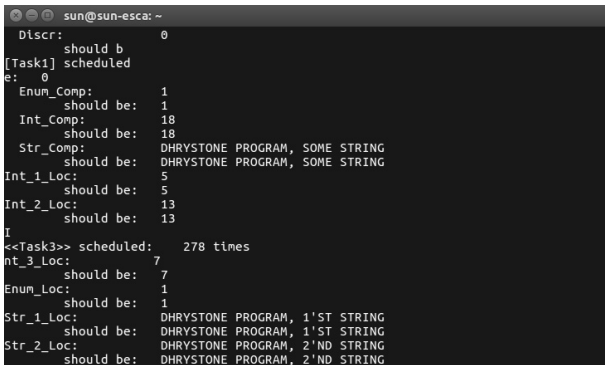 sun@sun-esca: ~
Discr: 0
should b
[Task1] scheduled
e: 0
Enum_Comp: 1
should be: 1
Int_Comp: 18
should be: 18
Str_Comp: DHRYSTONE PROGRAM, SOME STRING
should be: DHRYSTONE PROGRAM, SOME STRING
Int_1_Loc: 5
should be: 5
Int_2_Loc: 13
should be: 13
I
<<Task3>> scheduled: 278 times
nt_3_Loc: 7
should be: 7
Enum_Loc: 1
should be: 1
Str_1_Loc: DHRYSTONE PROGRAM, 1'ST STRING
should be: DHRYSTONE PROGRAM, 1'ST STRING
Str_2_Loc: DHRYSTONE PROGRAM, 2'ND STRING
should be: DHRYSTONE PROGRAM, 2'ND STRING